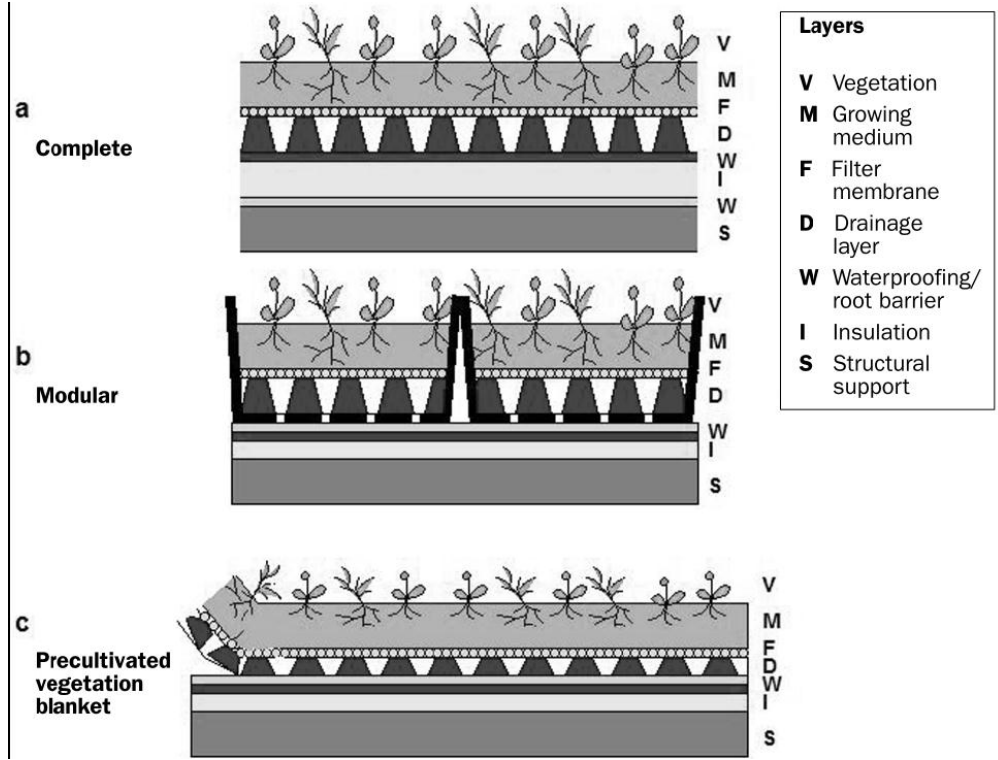 a
Complete
V
M
F
D
W
I
W
S
b
Modular
V
M
F
D
W
I
S
c
Precultivated
vegetation
blanket
V
M
F
D
W
I
S
Layers
V Vegetation
M Growing
medium
F Filter
membrane
D Drainage
layer
W Waterproofing/
root barrier
I Insulation
S Structural
support